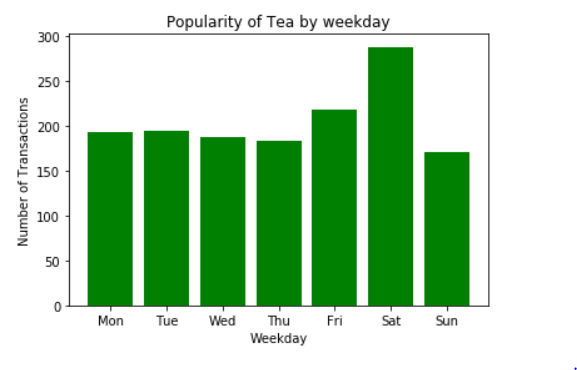 Popularity of Tea by weekday
300
250
200
150
100
50
0
Number of Transactions
Mon Tue Wed Thu Fri Sat Sun
Weekday